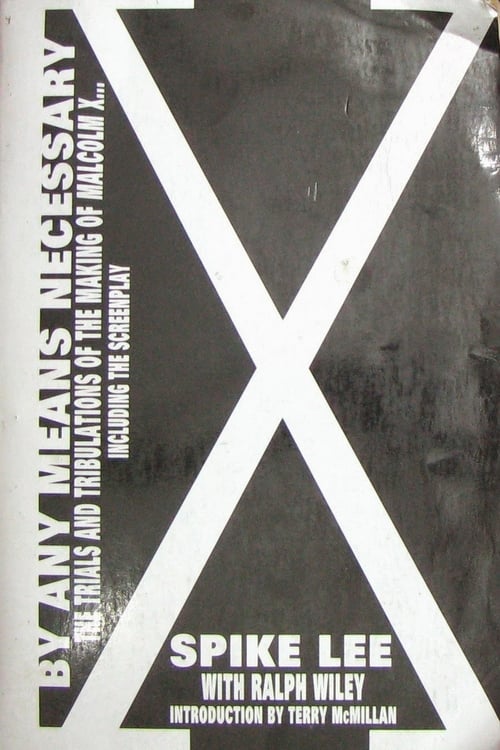 BY ANY MEANS NECESSARY
THE TRIALS AND TRIBULATIONS OF THE MAKING OF MALCOLM X...
INCLUDING THE SCREENPLAY
X
SPIKE LEE
WITH RALPH WILEY
INTRODUCTION BY TERRY McMILLAN